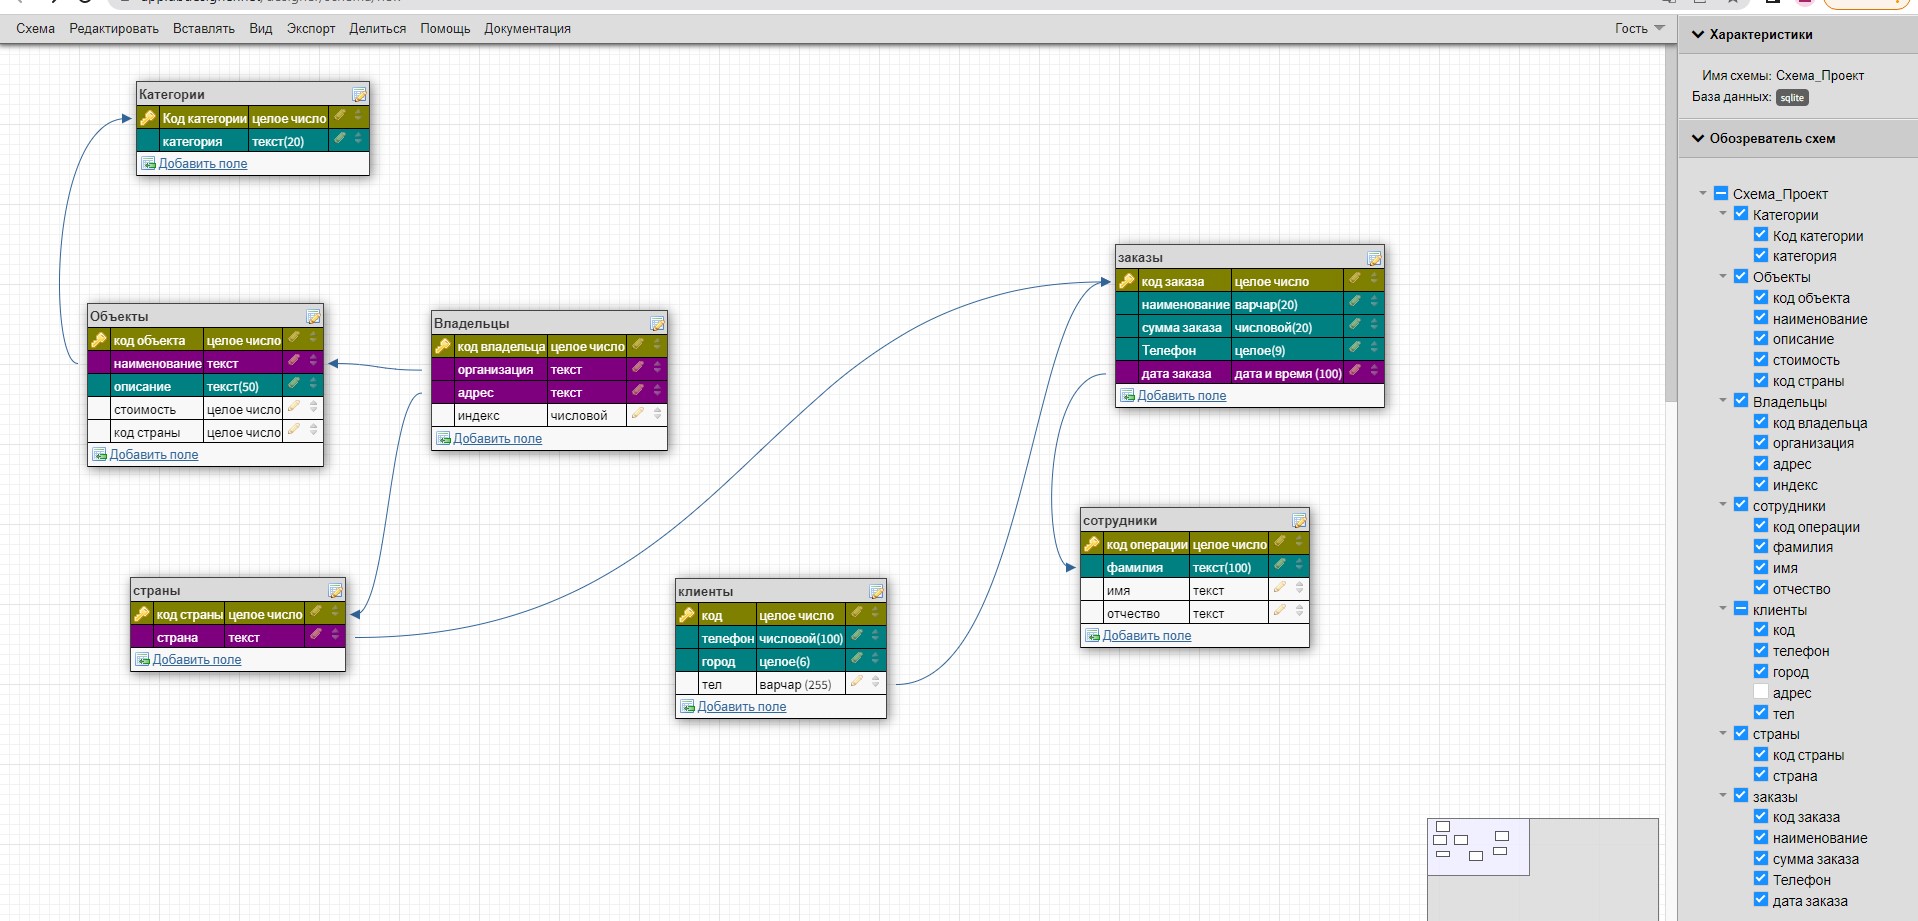 Схема Редактировать Вставлять Вид Экспорт Делиться Помощь Документация Гость
Категории
Код категории целое число
категория текст(20)
Добавить поле
Объекты
код объекта целое число
наименование текст
описание текст(50)
стоимость целое число
код страны целое число
Добавить поле
Владельцы
код владельца целое число
организация текст
адрес текст
индекс числовой
Добавить поле
заказы
код заказа целое число
наименование варчар(20)
сумма заказа числовой(20)
Телефон целое(9)
дата заказа дата и время (100)
Добавить поле
сотрудники
код операции целое число
фамилия текст(100)
имя текст
отчество текст
Добавить поле
страны
код страны целое число
страна текст
Добавить поле
клиенты
код целое число
телефон числовой(100)
город целое(6)
тел варчар (255)
Добавить поле
Характеристики
Имя схемы: Схема_Проект
База данных: sqlite
Обозреватель схем
Схема_Проект
Категории
Код категории
категория
Объекты
код объекта
наименование
описание
стоимость
код страны
Владельцы
код владельца
организация
адрес
индекс
сотрудники
код операции
фамилия
имя
отчество
клиенты
код
телефон
город
адрес
тел
страны
код страны
страна
заказы
код заказа
наименование
сумма заказа
Телефон
дата заказа